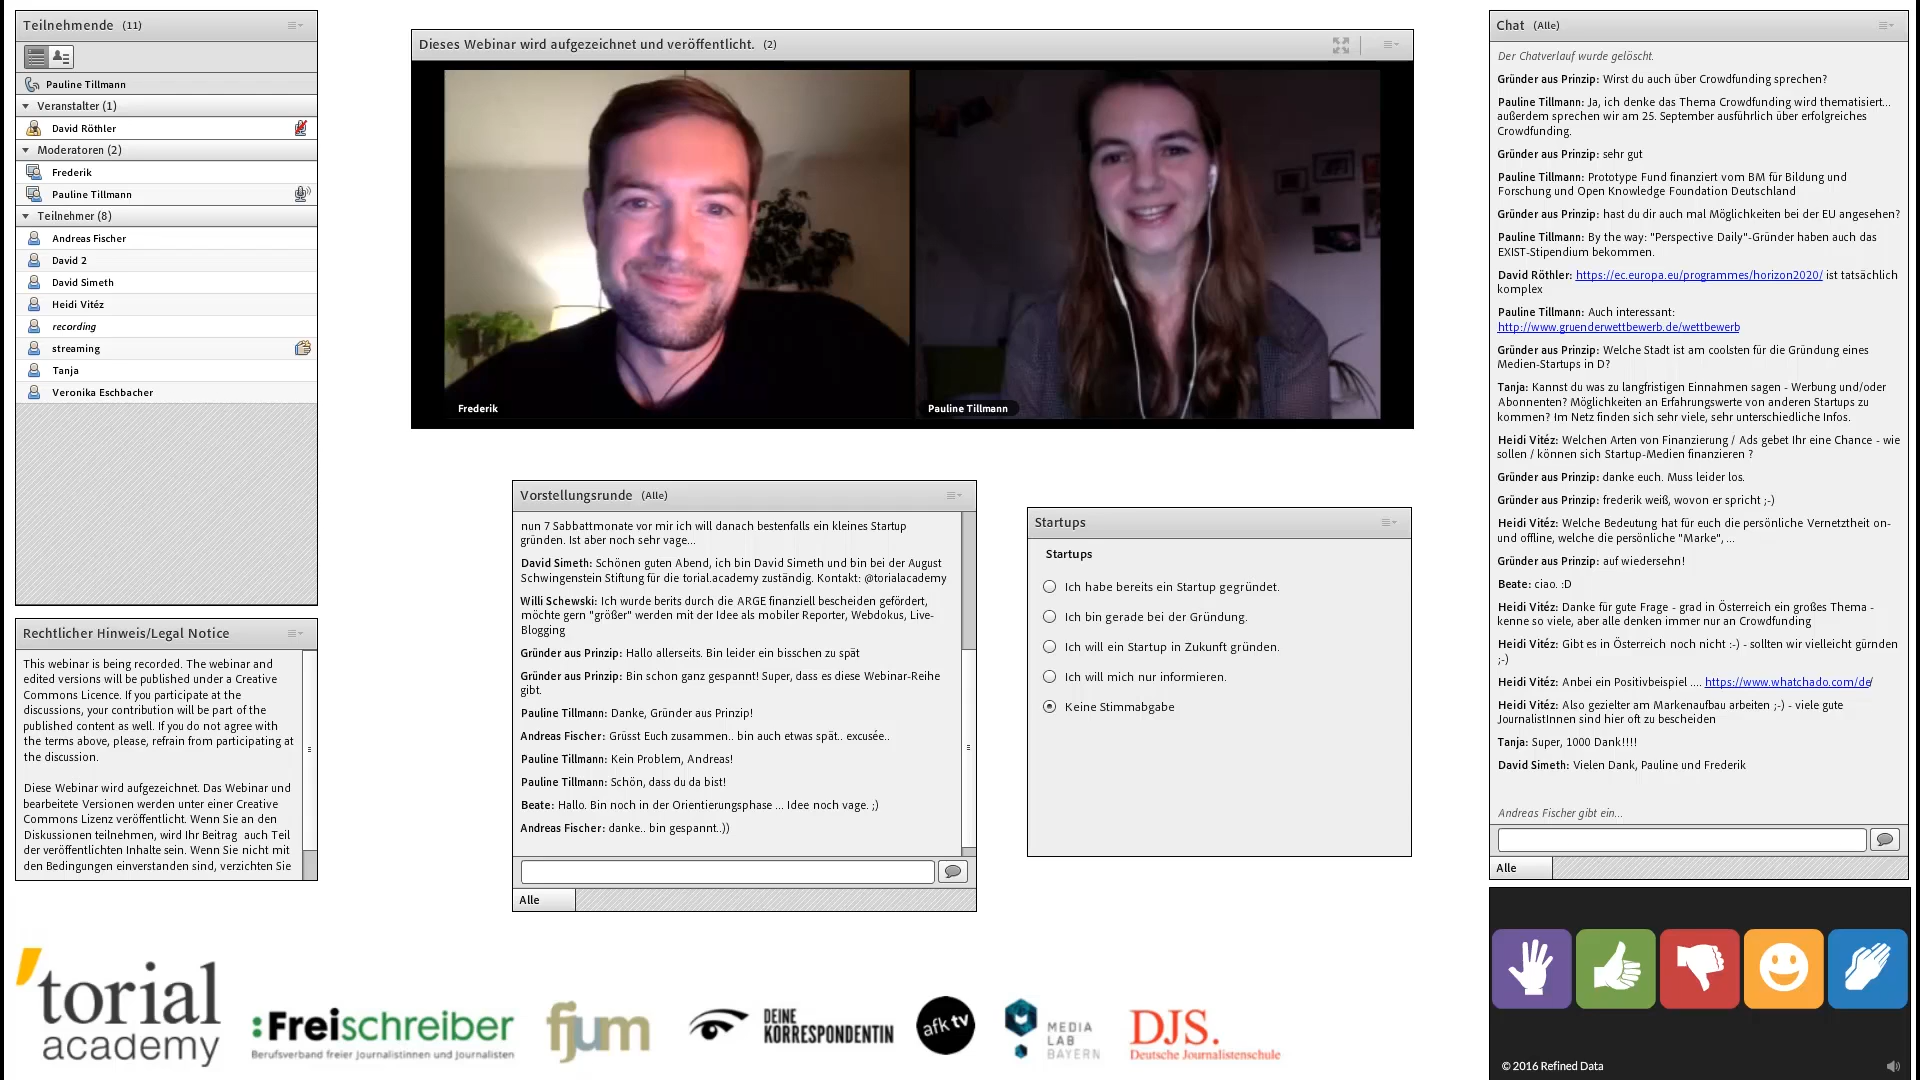 Teilnehmende (11)
Pauline Tillmann
Veranstalter (1)
David Röthler
Moderatoren (2)
Frederik
Pauline Tillmann
Teilnehmer (8)
Andreas Fischer
David 2
David Simeth
Heidi Vitéz
recording
streaming
Tanja
Veronika Eschbacher
Rechtlicher Hinweis/Legal Notice
This webinar is being recorded. The webinar and
edited versions will be published under a Creative
Commons Licence. If you participate at the
discussions, your contribution will be part of the
published content as well. If you do not agree with
the terms above, please, refrain from participating at
the discussion.
Diese Webinar wird aufgezeichnet. Das Webinar und
bearbeitete Versionen werden unter einer Creative
Commons Lizenz veröffentlicht. Wenn Sie an den
Diskussionen teilnehmen, wird Ihr Beitrag auch Teil
der veröffentlichten Inhalte sein. Wenn Sie nicht mit
den Bedingungen einverstanden sind, verzichten Sie
Dieses Webinar wird aufgezeichnet und veröffentlicht. (2)
Frederik
Pauline Tillmann
Vorstellungsrunde (Alle)
nun 7 Sabbattmonate vor mir ich will danach bestenfalls ein kleines Startup
gründen. Ist aber noch sehr vage...
David Simeth: Schönen guten Abend, ich bin David Simeth und bin bei der August
Schwingenstein Stiftung für die torial.academy zuständig. Kontakt: @torialacademy
Willi Schewski: Ich wurde berits durch die ARGE finanziell bescheiden gefördert,
möchte gern "größer" werden mit der Idee als mobiler Reporter, Webdokus, Live-
Blogging
Gründer aus Prinzip: Hallo allerseits. Bin leider ein bisschen zu spät
Gründer aus Prinzip: Bin schon ganz gespannt! Super, dass es diese Webinar-Reihe
gibt.
Pauline Tillmann: Danke, Gründer aus Prinzip!
Andreas Fischer: Grüsst Euch zusammen.. bin auch etwas spät.. excusée..
Pauline Tillmann: Kein Problem, Andreas!
Pauline Tillmann: Schön, dass du da bist!
Beate: Hallo. Bin noch in der Orientierungsphase ... Idee noch vage. ;)
Andreas Fischer: danke.. bin gespannt..))
Alle
Startups
Startups
Ich habe bereits ein Startup gegründet.
Ich bin gerade bei der Gründung.
Ich will ein Startup in Zukunft gründen.
Ich will mich nur informieren.
Keine Stimmabgabe
Chat (Alle)
Der Chatverlauf wurde gelöscht.
Gründer aus Prinzip: Wirst du auch über Crowdfunding sprechen?
Pauline Tillmann: Ja, ich denke das Thema Crowdfunding wird thematisiert...
außerdem sprechen wir am 25. September ausführlich über erfolgreiches
Crowdfunding.
Gründer aus Prinzip: sehr gut
Pauline Tillmann: Prototype Fund finanziert vom BM für Bildung und
Forschung und Open Knowledge Foundation Deutschland
Gründer aus Prinzip: hast du dir auch mal Möglichkeiten bei der EU angesehen?
Pauline Tillmann: By the way: "Perspective Daily"-Gründer haben auch das
EXIST-Stipendium bekommen.
David Röthler: https://ec.europa.eu/programmes/horizon2020/ ist tatsächlich
komplex
Pauline Tillmann: Auch interessant:
http://www.gruenderwettbewerb.de/wettbewerb
Gründer aus Prinzip: Welche Stadt ist am coolsten für die Gründung eines
Medien-Startups in D?
Tanja: Kannst du was zu langfristigen Einnahmen sagen - Werbung und/oder
Abonnenten? Möglichkeiten an Erfahrungswerte von anderen Startups zu
kommen? Im Netz finden sich sehr viele, sehr unterschiedliche Infos.
Heidi Vitéz: Welchen Arten von Finanzierung / Ads gebet Ihr eine Chance - wie
sollen / können sich Startup-Medien finanzieren ?
Gründer aus Prinzip: danke euch. Muss leider los.
Gründer aus Prinzip: frederik weiß, wovon er spricht ;-)
Heidi Vitéz: Welche Bedeutung hat für euch die persönliche Vernetztheit on-
und offline, welche die persönliche "Marke", ...
Gründer aus Prinzip: auf wiedersehn!
Beate: ciao. :D
Heidi Vitéz: Danke für gute Frage - grad in Österreich ein großes Thema -
kenne so viele, aber alle denken immer nur an Crowdfunding
Heidi Vitéz: Gibt es in Österreich noch nicht :-) - sollten wir vielleicht gürnden
;-)
Heidi Vitéz: Anbei ein Positivbeispiel .... https://www.whatchado.com/de/
Heidi Vitéz: Also gezielter am Markenaufbau arbeiten ;-) - viele gute
JournalistInnen sind hier oft zu bescheiden
Tanja: Super, 1000 Dank!!!!
David Simeth: Vielen Dank, Pauline und Frederik
Andreas Fischer gibt ein...
Alle
© 2016 Refined Data
'torial
academy
:Freischreiber
Berufsverband freier Journalistinnen und Journalisten
fjum
DEINE
KORRESPONDENTIN
afk tv
MEDIA
LAB
BAYERN
DJS.
Deutsche Journalistenschule